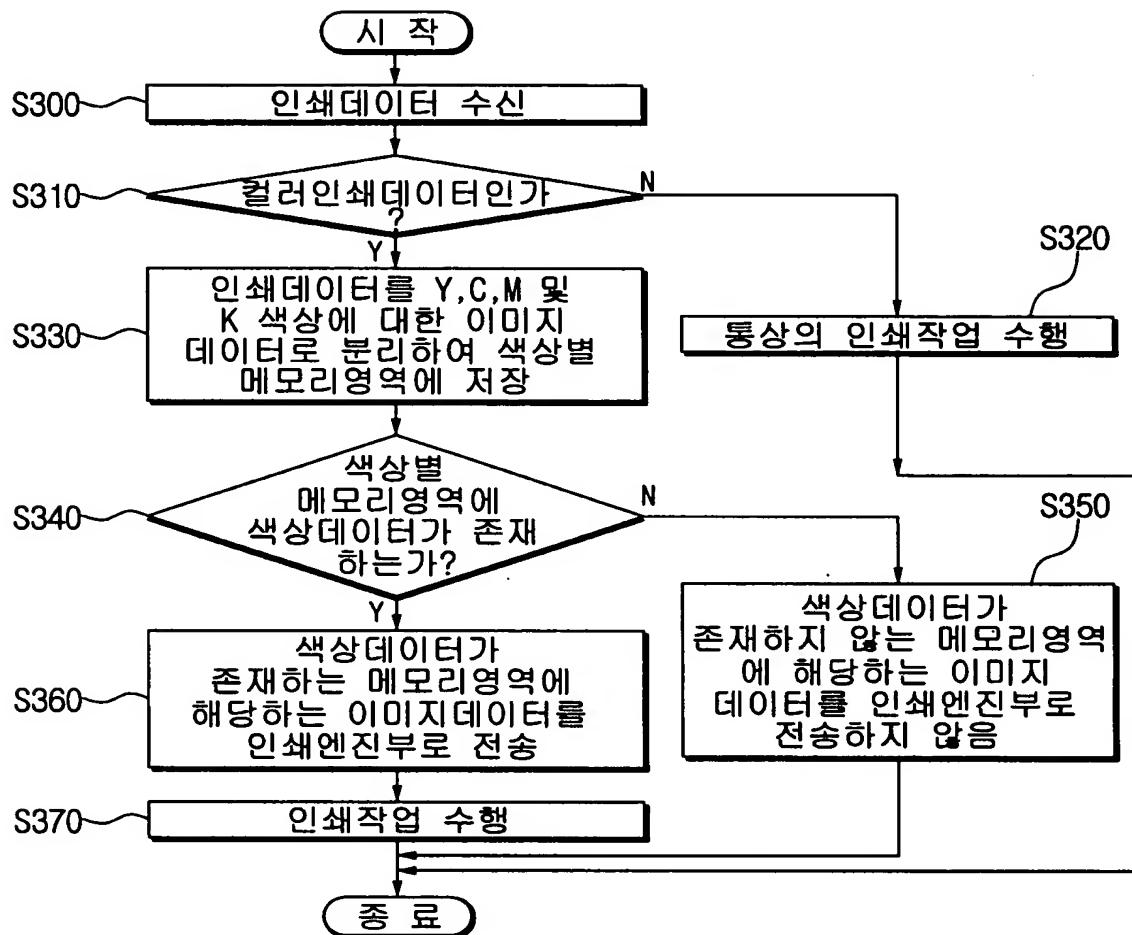 시 작
S300
인쇄데이터 수신
S310
컬러인쇄데이터인가
?
N
Y
S320
통상의 인쇄작업 수행
S330
인쇄데이터를 Y,C,M 및
K 색상에 대한 이미지
데이터로 분리하여 색상별
메모리영역에 저장
S340
색상별
메모리영역에
색상데이터가 존재
하는가?
N
Y
S350
색상데이터가
존재하지 않는 메모리영역
에 해당하는 이미지
데이터를 인쇄엔진부로
전송하지 않음
S360
색상데이터가
존재하는 메모리영역에
해당하는 이미지데이터를
인쇄엔진부로 전송
S370
인쇄작업 수행
종 료